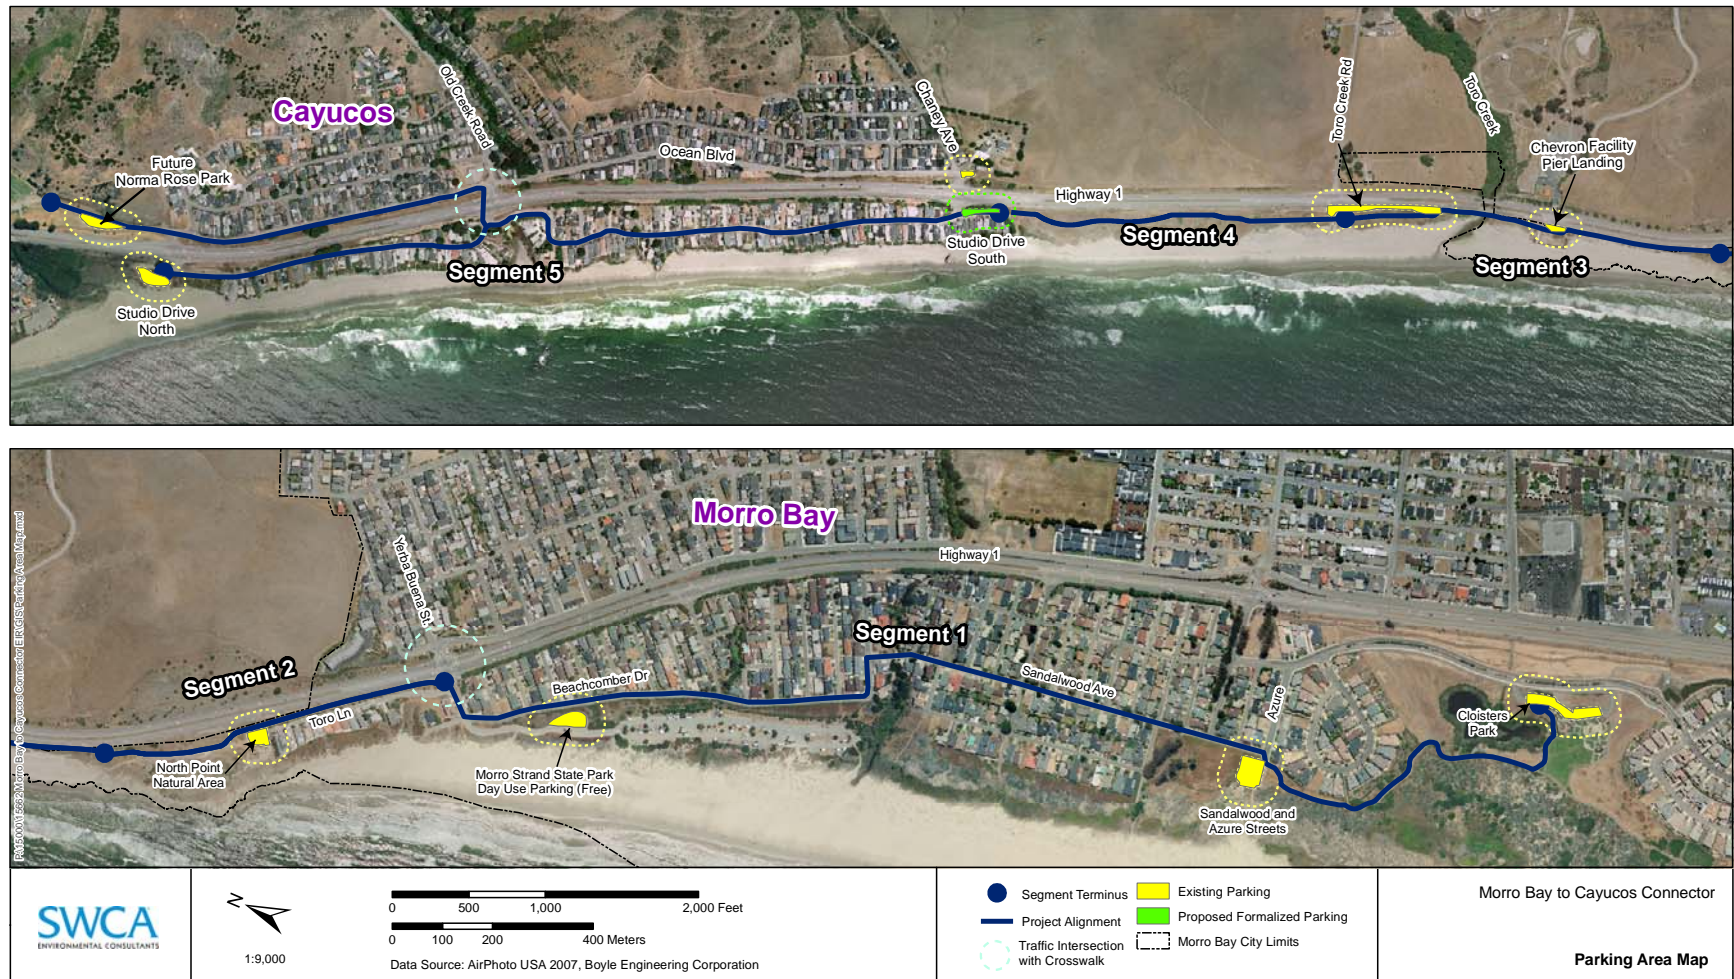 Cayucos
Old Creek Road
Future
Norma Rose Park
Ocean Blvd
Chaney Ave
Highway 1
Toro Creek Rd
Toro Creek
Chevron Facility
Pier Landing
Studio Drive
South
Segment 4
Segment 3
Segment 5
Studio Drive
North
Morro Bay
Highway 1
Yerba Buena St.
Segment 1
Segment 2
Beachcomber Dr
Sandalwood Ave
Azure
Toro Ln
Cloisters
Park
North Point
Natural Area
Morro Strand State Park
Day Use Parking (Free)
Sandalwood and
Azure Streets
SWCA
ENVIRONMENTAL CONSULTANTS
N
1:9,000
0 500 1,000 2,000 Feet
0 100 200 400 Meters
Data Source: AirPhoto USA 2007, Boyle Engineering Corporation
Segment Terminus
Project Alignment
Traffic Intersection
with Crosswalk
Existing Parking
Proposed Formalized Parking
Morro Bay City Limits
Morro Bay to Cayucos Connector
Parking Area Map